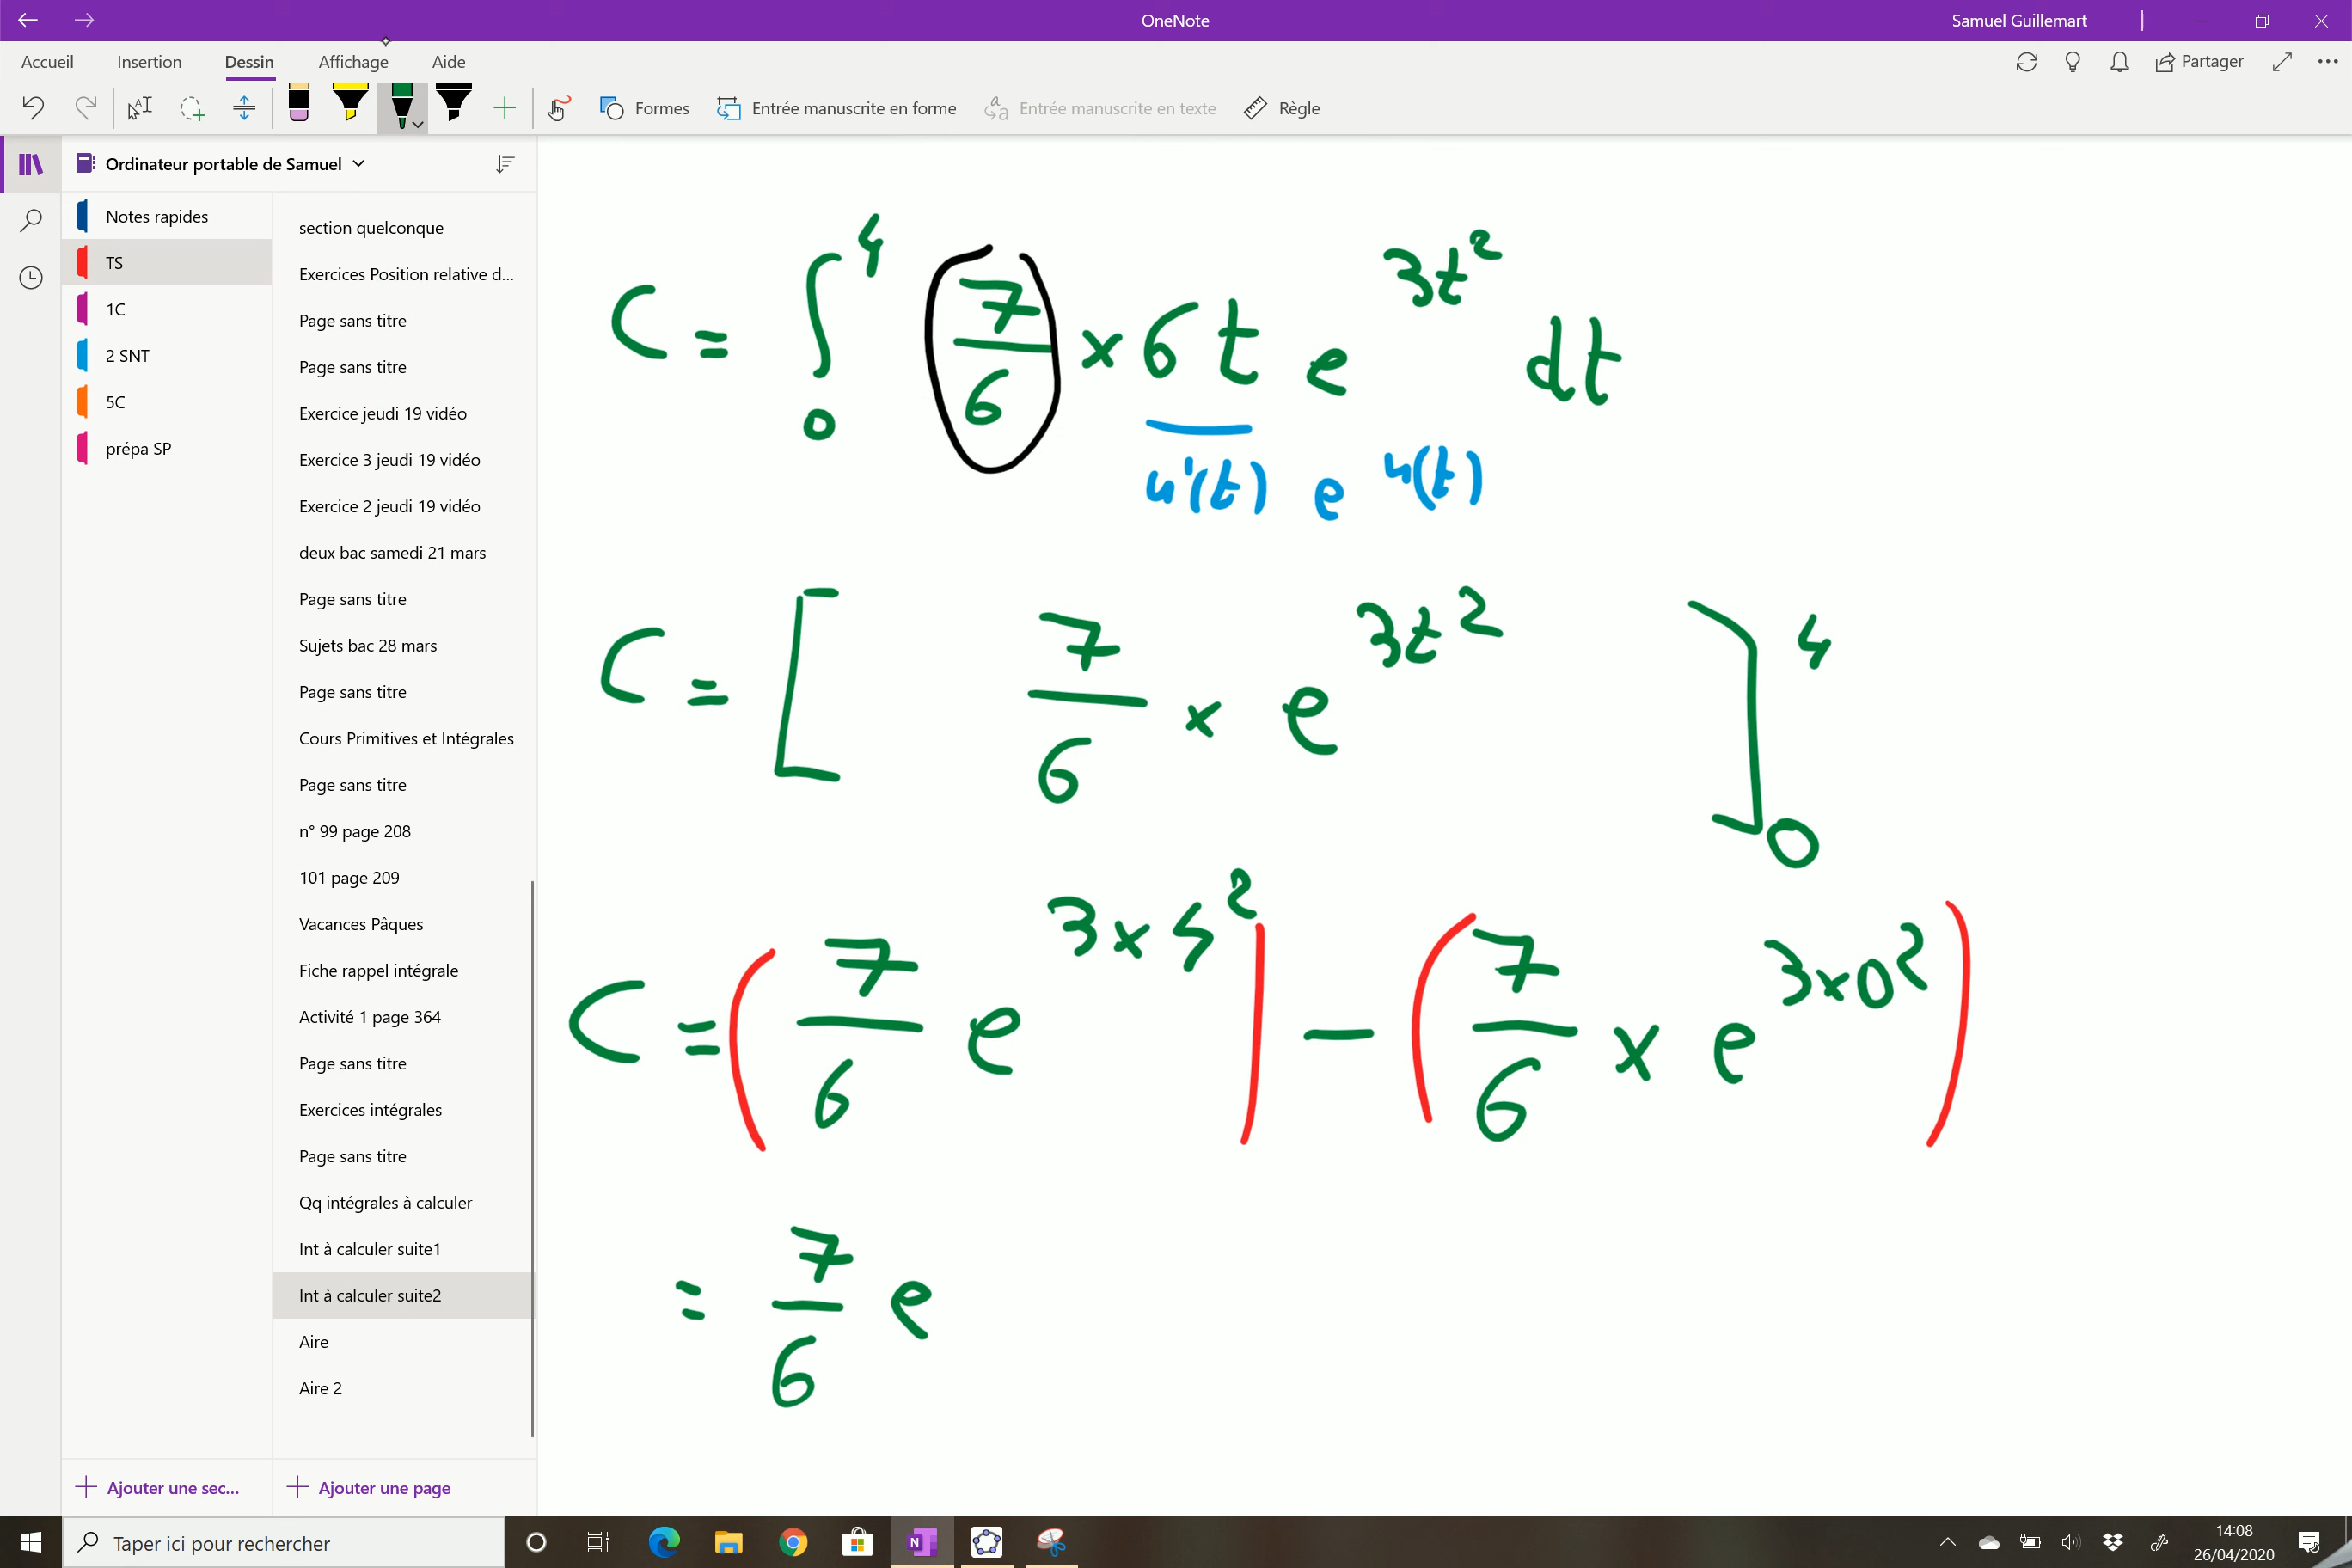 OneNote
Samuel Guillemart
Accueil Insertion Dessin Affichage Aide
Partager
Formes Entrée manuscrite en forme Entrée manuscrite en texte Règle
Ordinateur portable de Samuel
Notes rapides
TS
1C
2 SNT
5C
prépa SP
section quelconque
Exercices Position relative d...
Page sans titre
Page sans titre
Exercice jeudi 19 vidéo
Exercice 3 jeudi 19 vidéo
Exercice 2 jeudi 19 vidéo
deux bac samedi 21 mars
Page sans titre
Sujets bac 28 mars
Page sans titre
Cours Primitives et Intégrales
Page sans titre
n° 99 page 208
101 page 209
Vacances Pâques
Fiche rappel intégrale
Activité 1 page 364
Page sans titre
Exercices intégrales
Page sans titre
Qq intégrales à calculer
Int à calculer suite1
Int à calculer suite2
Aire
Aire 2
Ajouter une sec...
Ajouter une page
C = ∫₀⁴ 7/6 × 6t e^(3t²) dt
u'(t) e^(u(t))
C = [ 7/6 × e^(3t²) ]₀⁴
C = (7/6 e^(3×4²)) − (7/6 × e^(3×0²))
= 7/6 e
Taper ici pour rechercher
14:08
26/04/2020